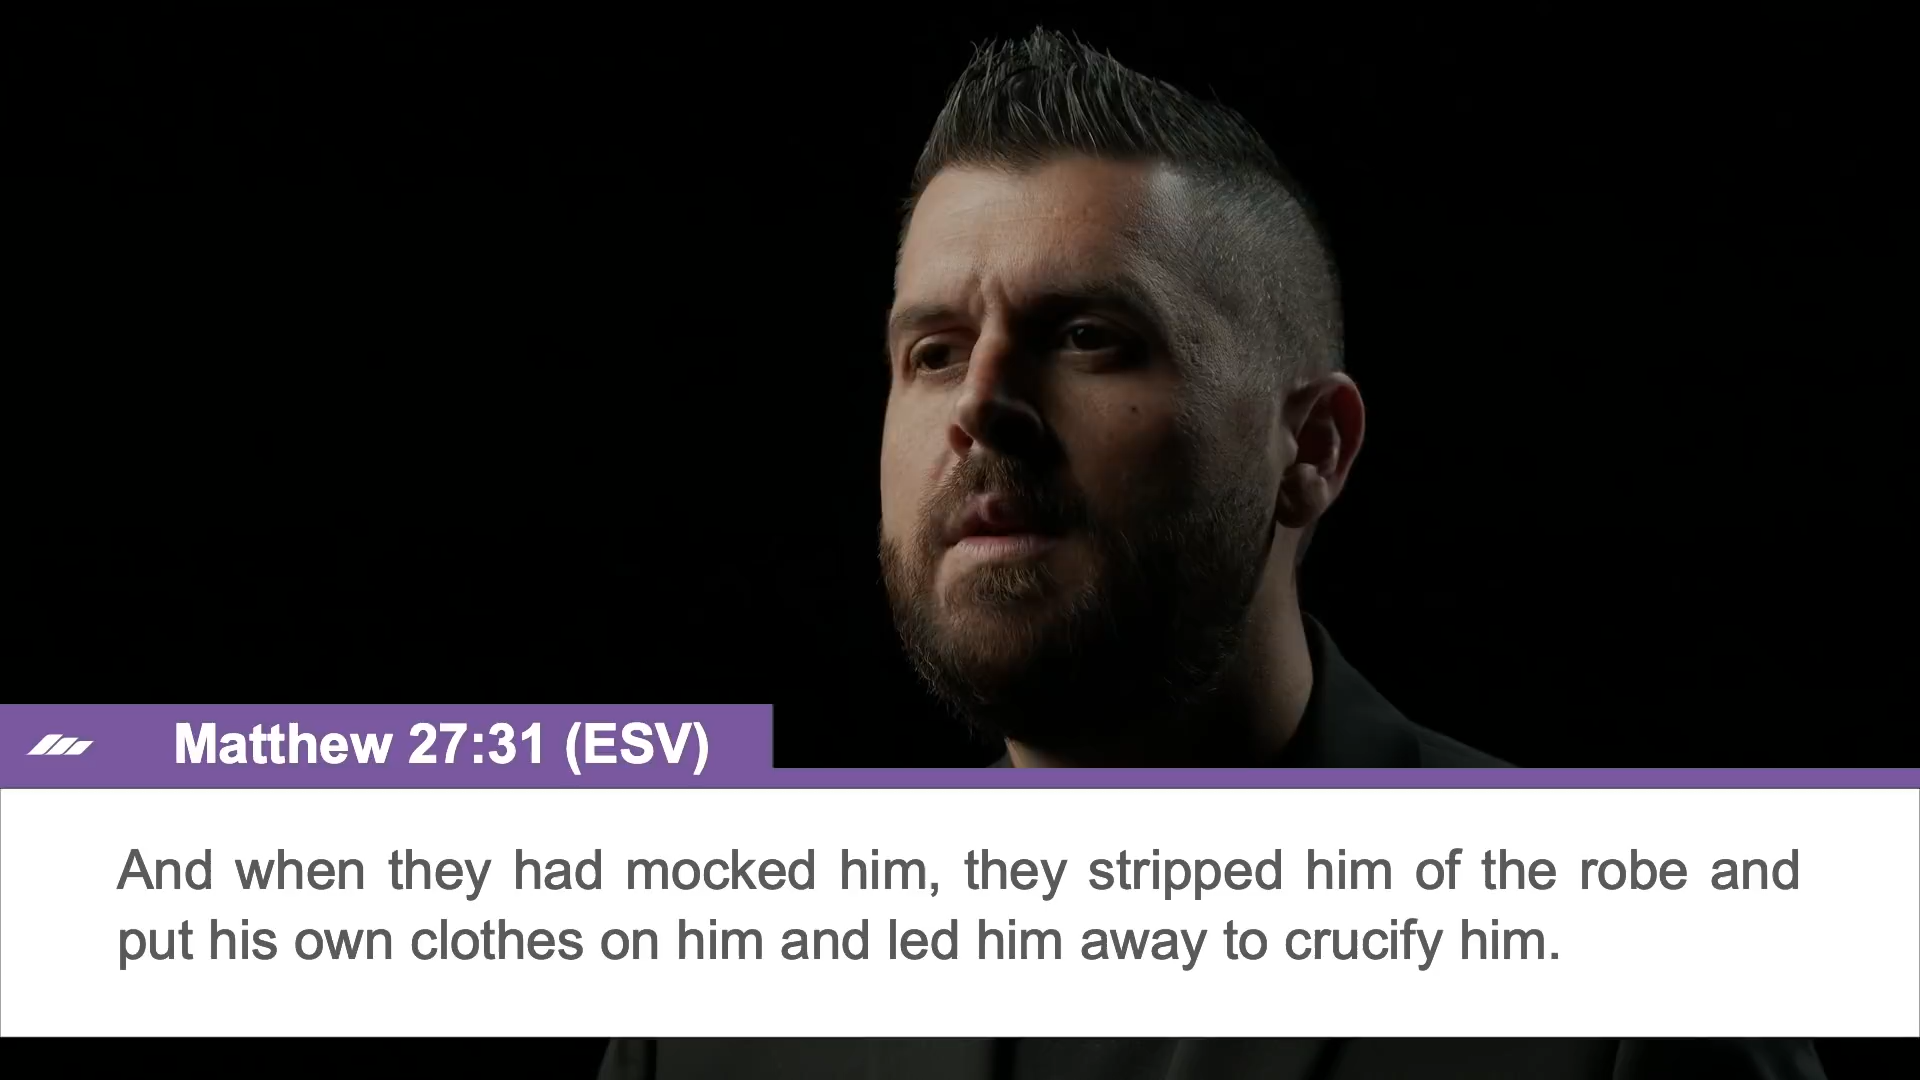 Matthew 27:31 (ESV)
And when they had mocked him, they stripped him of the robe and
put his own clothes on him and led him away to crucify him.